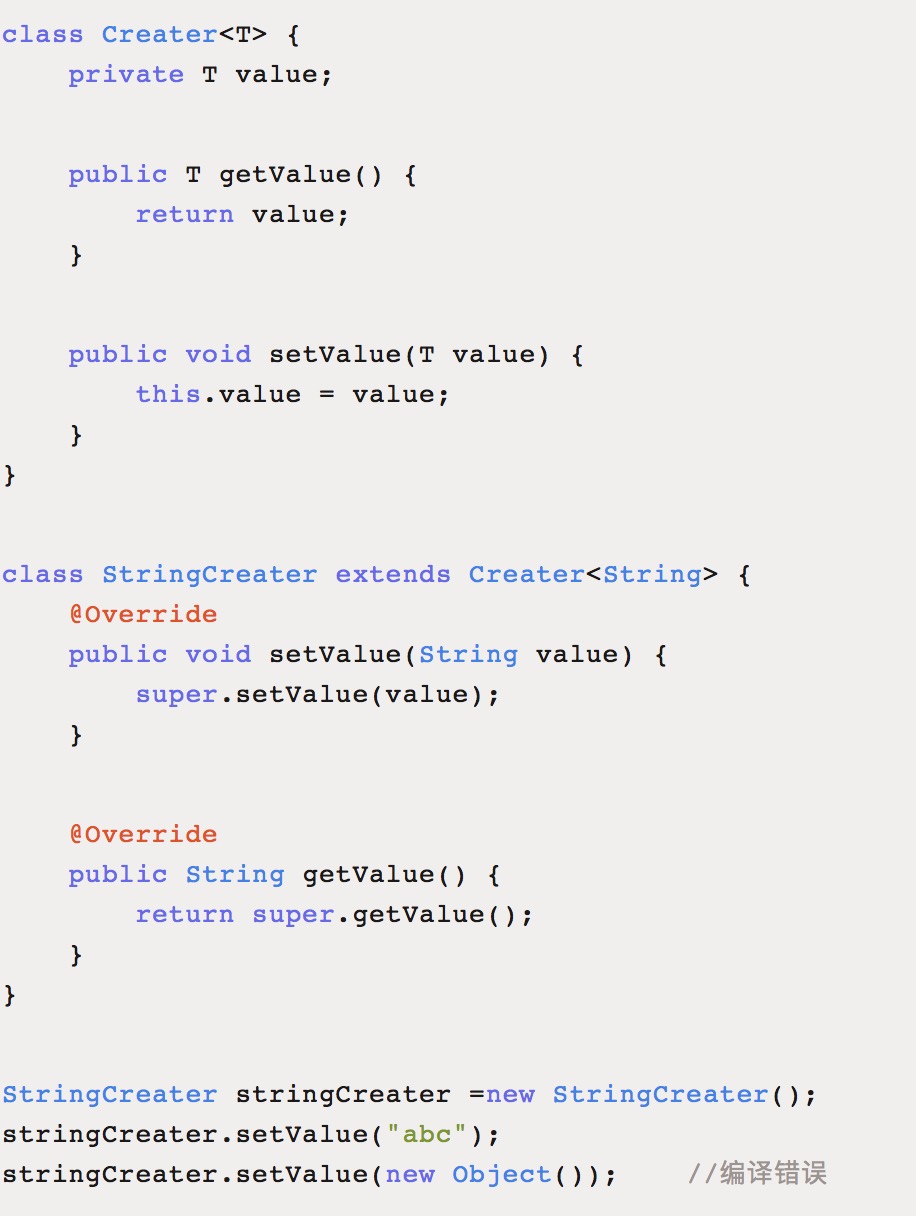 class Creater<T> {
    private T value;
    public T getValue() {
        return value;
    }
    public void setValue(T value) {
        this.value = value;
    }
}
class StringCreater extends Creater<String> {
    @Override
    public void setValue(String value) {
        super.setValue(value);
    }
    @Override
    public String getValue() {
        return super.getValue();
    }
}
StringCreater stringCreater =new StringCreater();
stringCreater.setValue("abc");
stringCreater.setValue(new Object());    //编译错误